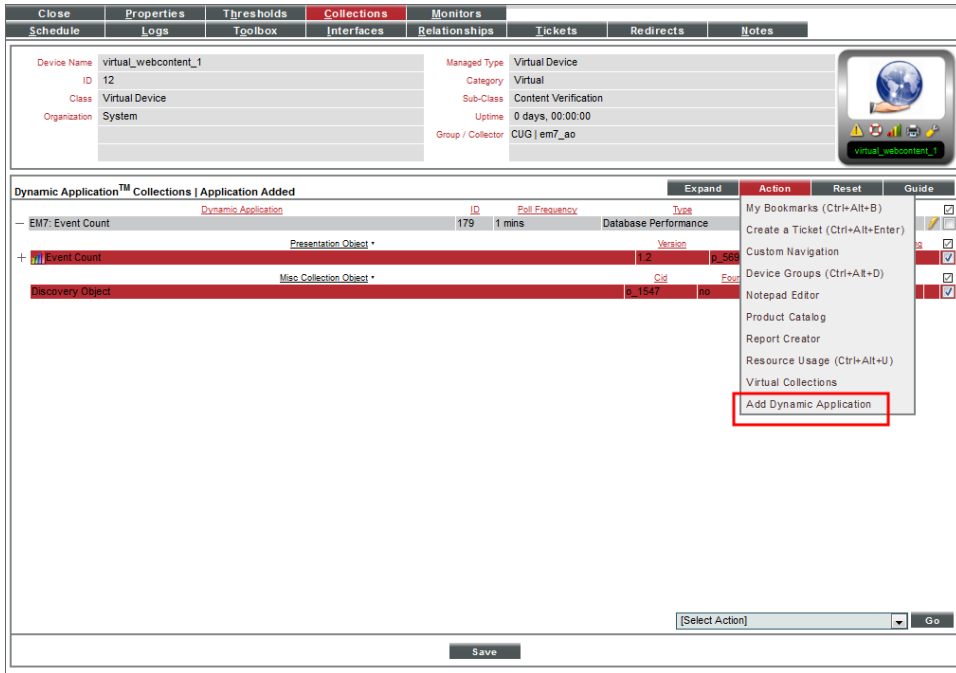 Close Properties Thresholds Collections Monitors
Schedule Logs Toolbox Interfaces Relationships Tickets Redirects Notes
Device Name virtual_webcontent_1 Managed Type Virtual Device
ID 12 Category Virtual
Class Virtual Device Sub-Class Content Verification
Organization System Uptime 0 days, 00:00:00
Group / Collector CUG | em7_ao
virtual_webcontent_1
Dynamic Application™ Collections | Application Added Expand Action Reset Guide
Dynamic Application ID Poll Frequency Type
— EM7: Event Count 179 1 mins Database Performance
Presentation Object Version
+ Event Count 1.2 p_569
Misc Collection Object Cid Four
Discovery Object o_1547 no
My Bookmarks (Ctrl+Alt+B)
Create a Ticket (Ctrl+Alt+Enter)
Custom Navigation
Device Groups (Ctrl+Alt+D)
Notepad Editor
Product Catalog
Report Creator
Resource Usage (Ctrl+Alt+U)
Virtual Collections
Add Dynamic Application
[Select Action] Go
Save